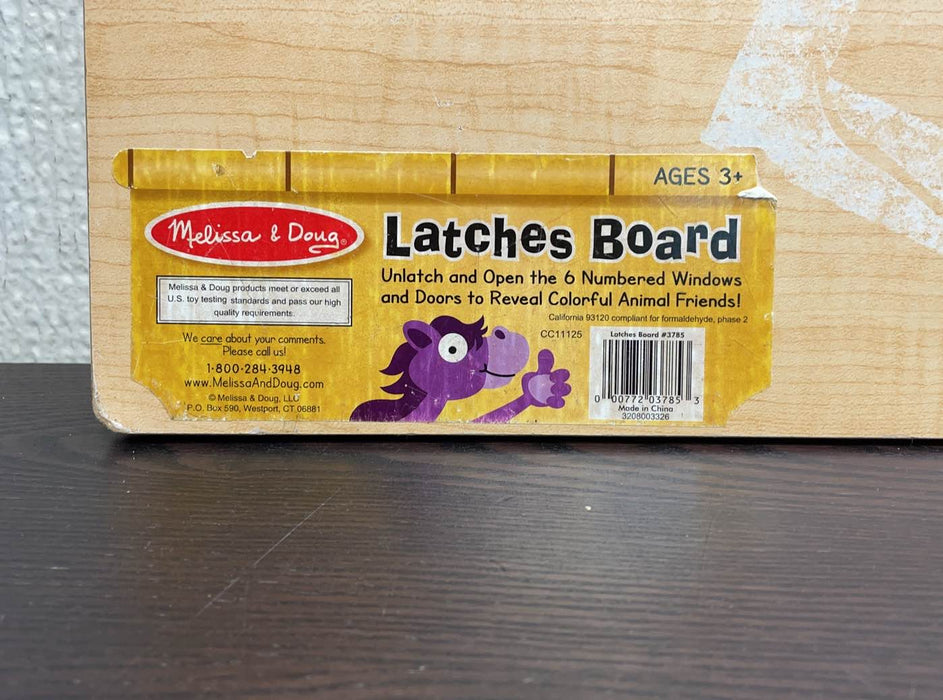 AGES 3+
Melissa & Doug®
Latches Board
Unlatch and Open the 6 Numbered Windows
and Doors to Reveal Colorful Animal Friends!
California 93120 compliant for formaldehyde, phase 2
Melissa & Doug products meet or exceed all
U.S. toy testing standards and pass our high
quality requirements.
We care about your comments.
Please call us!
1-800-284-3948
www.MelissaAndDoug.com
© Melissa & Doug, LLC
P.O. Box 590, Westport, CT 06881
CC11125
Latches Board #3785
0 00772 03785 3
Made in China
3208003326